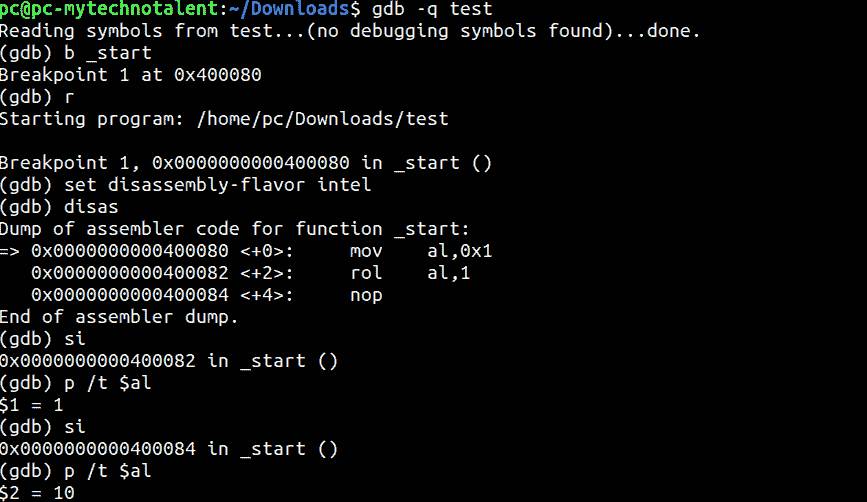 pc@pc-mytechnotalent:~/Downloads$ gdb -q test
Reading symbols from test...(no debugging symbols found)...done.
(gdb) b _start
Breakpoint 1 at 0x400080
(gdb) r
Starting program: /home/pc/Downloads/test

Breakpoint 1, 0x0000000000400080 in _start ()
(gdb) set disassembly-flavor intel
(gdb) disas
Dump of assembler code for function _start:
=> 0x0000000000400080 <+0>:     mov    al,0x1
   0x0000000000400082 <+2>:     rol    al,1
   0x0000000000400084 <+4>:     nop
End of assembler dump.
(gdb) si
0x0000000000400082 in _start ()
(gdb) p /t $al
$1 = 1
(gdb) si
0x0000000000400084 in _start ()
(gdb) p /t $al
$2 = 10